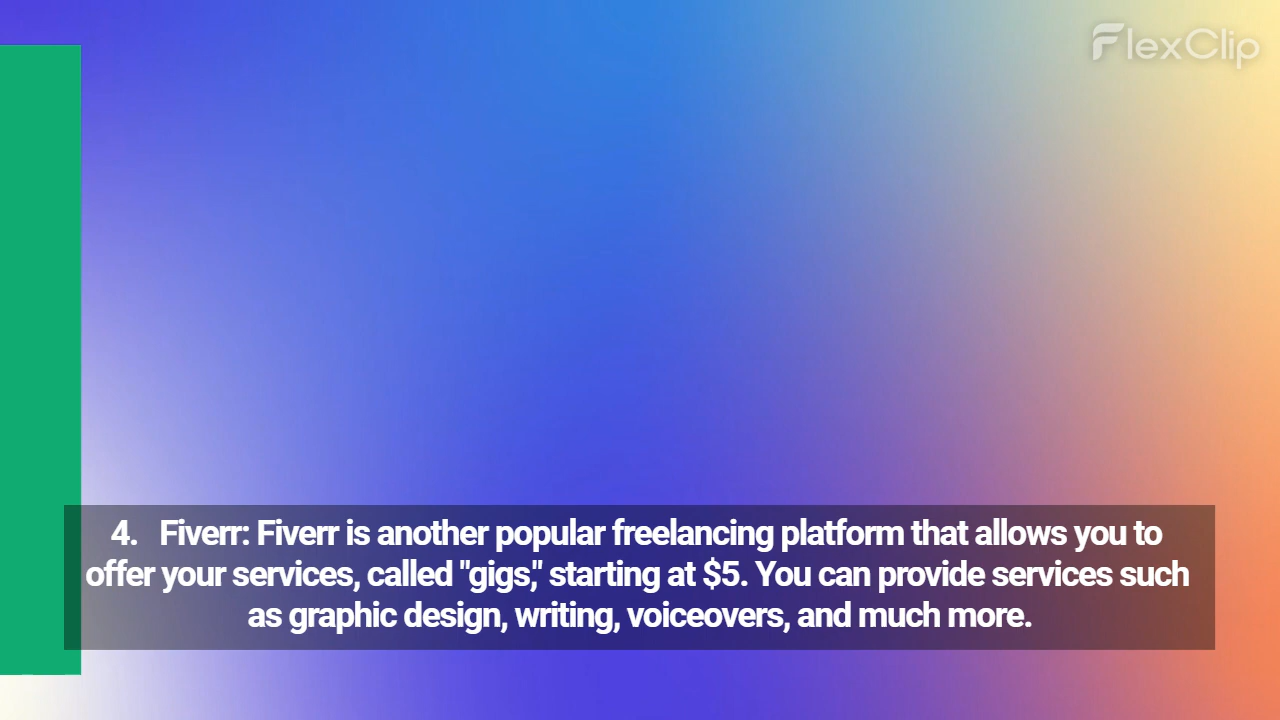 FlexClip
4. Fiverr: Fiverr is another popular freelancing platform that allows you to
offer your services, called "gigs," starting at $5. You can provide services such
as graphic design, writing, voiceovers, and much more.